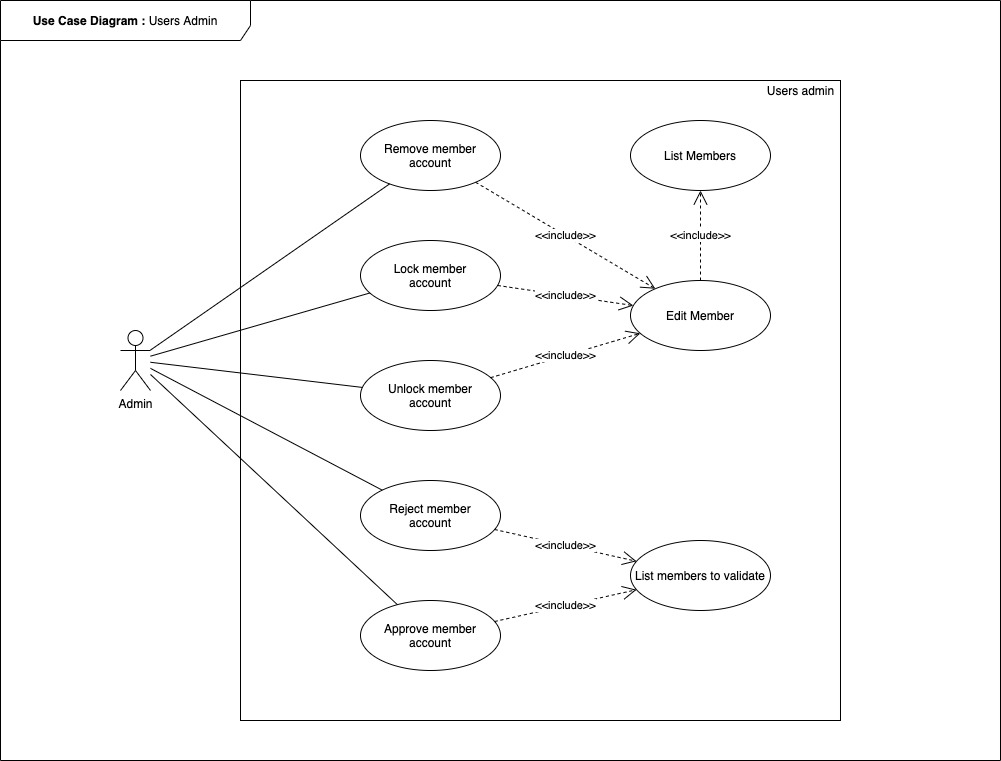 Use Case Diagram : Users Admin
Users admin
Remove member
account
List Members
<<include>>
<<include>>
Lock member
account
<<include>>
Edit Member
<<include>>
Unlock member
account
Admin
Reject member
account
<<include>>
List members to validate
<<include>>
Approve member
account